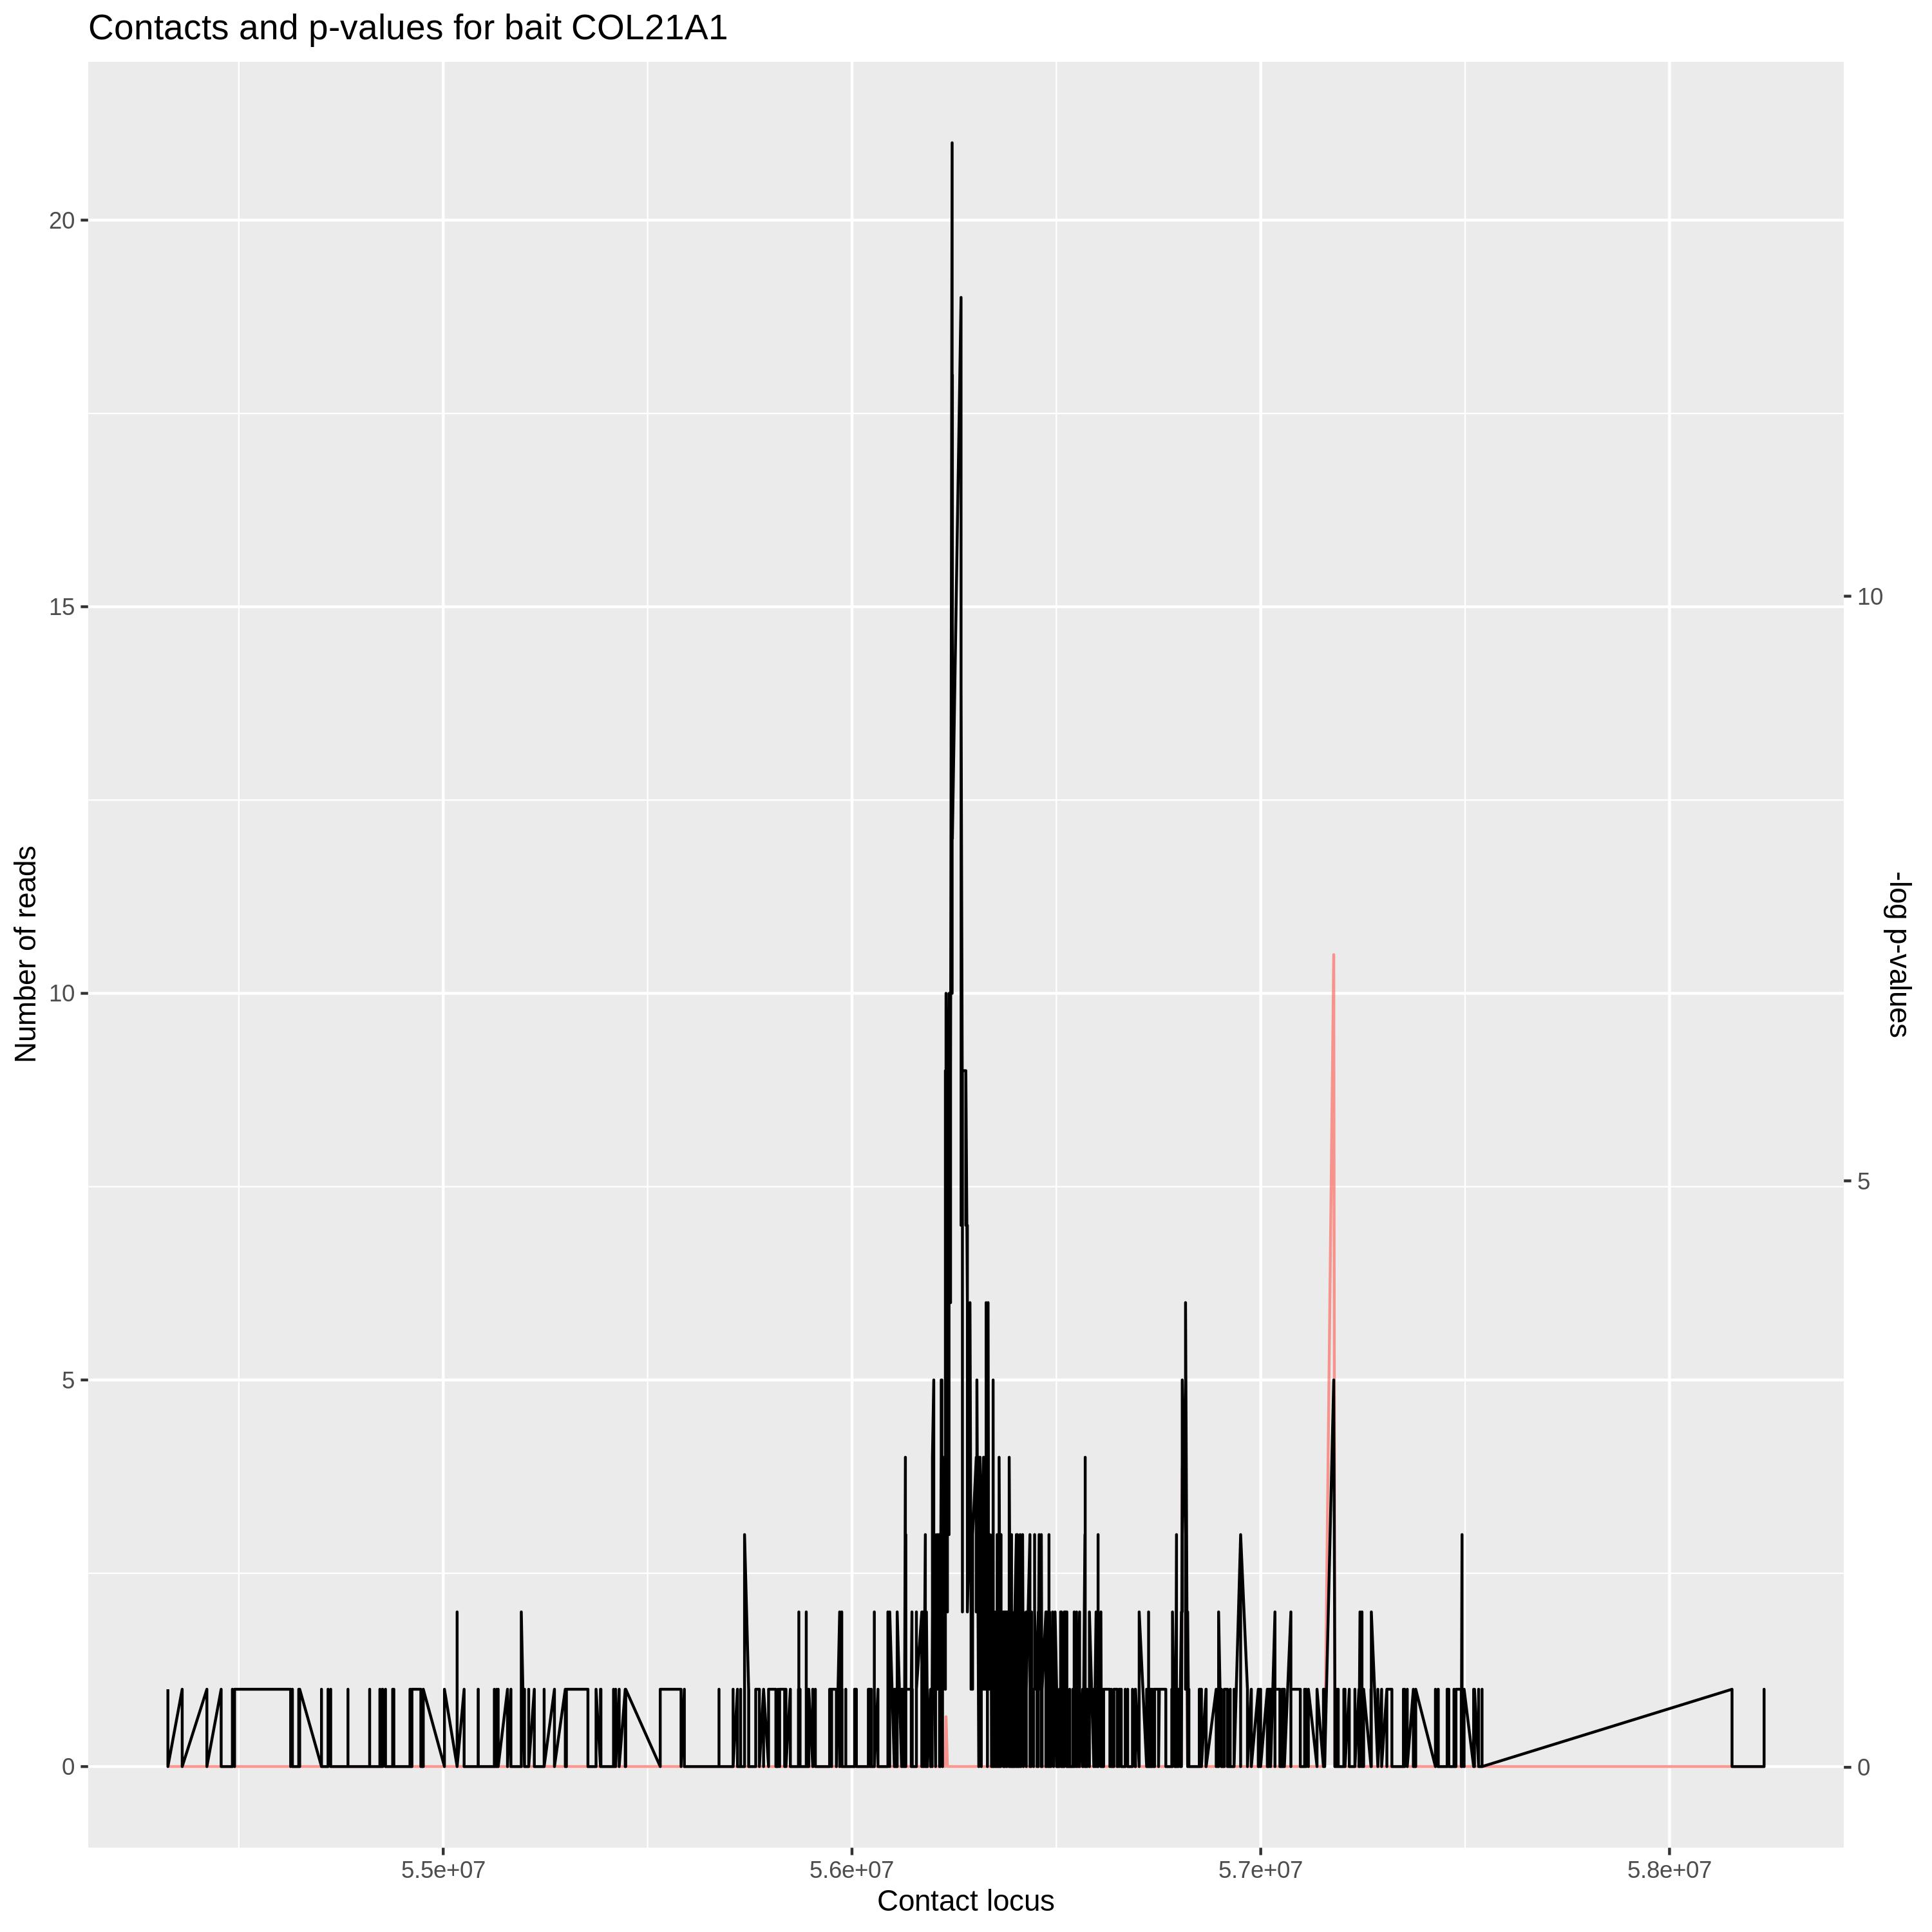 Contacts and p-values for bait COL21A1
20
15
10
5
0
10
5
0
Number of reads
-log p-values
5.5e+07 5.6e+07 5.7e+07 5.8e+07
Contact locus